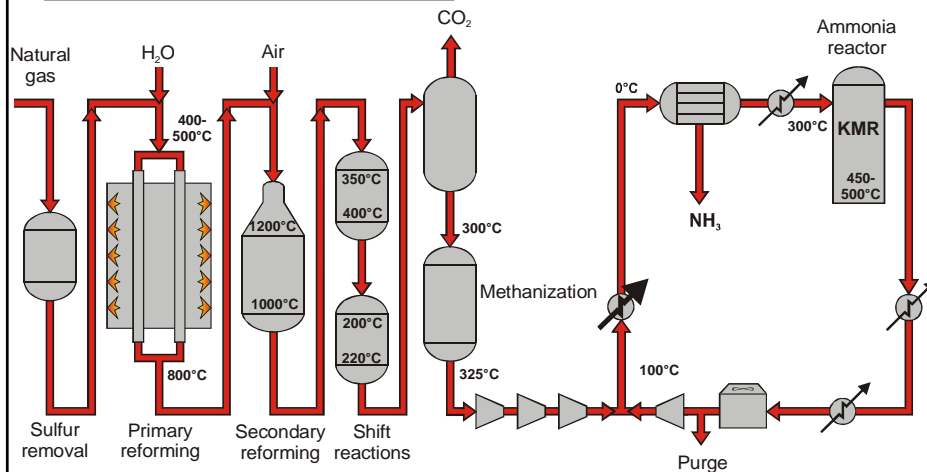 CO2
Natural
gas
H2O
Air
Ammonia
reactor
0°C
400-
500°C
300°C
KMR
450-
500°C
350°C
400°C
1200°C
1000°C
300°C
NH3
Methanization
200°C
220°C
800°C
325°C
100°C
Sulfur
removal
Primary
reforming
Secondary
reforming
Shift
reactions
Purge